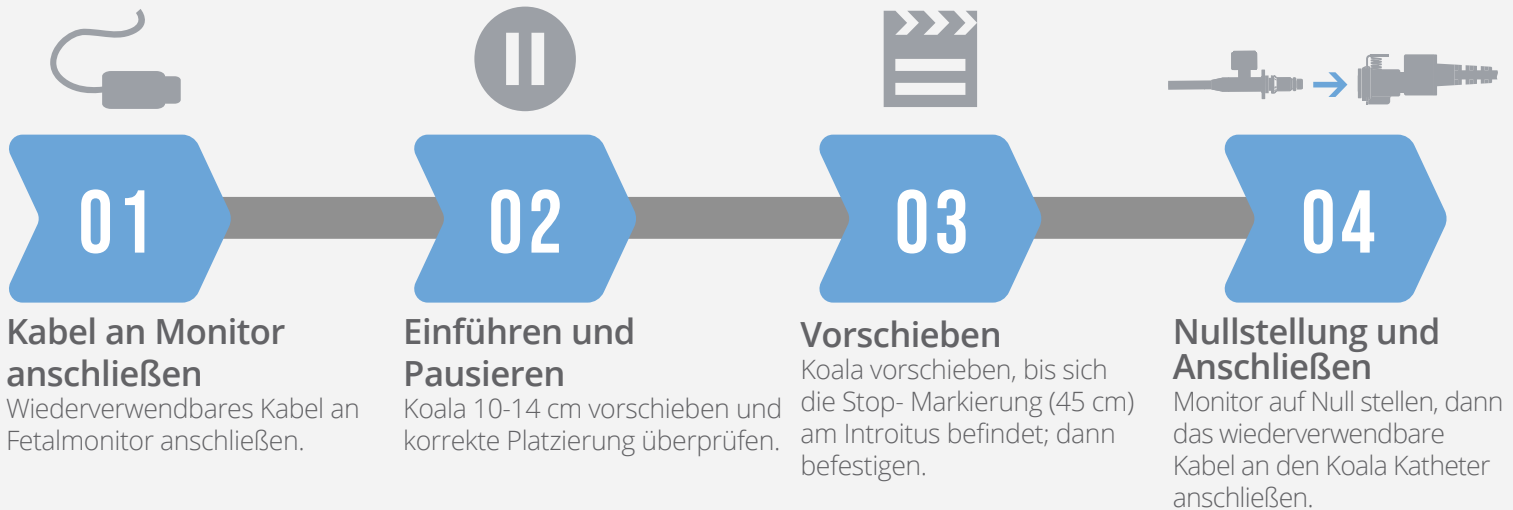 01
Kabel an Monitor
anschließen
Wiederverwendbares Kabel an
Fetalmonitor anschließen.
02
Einführen und
Pausieren
Koala 10-14 cm vorschieben und
korrekte Platzierung überprüfen.
03
Vorschieben
Koala vorschieben, bis sich
die Stop- Markierung (45 cm)
am Introitus befindet; dann
befestigen.
04
Nullstellung und
Anschließen
Monitor auf Null stellen, dann
das wiederverwendbare
Kabel an den Koala Katheter
anschließen.